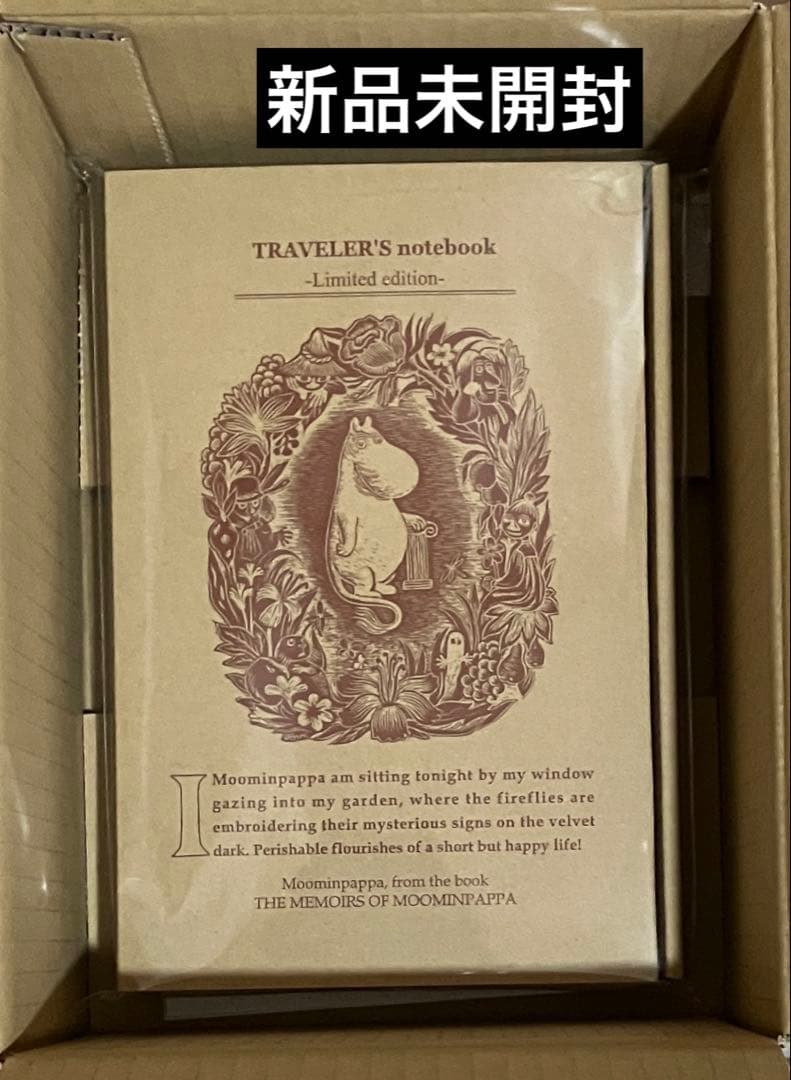 新品未開封
TRAVELER'S notebook
-Limited edition-
I Moominpappa am sitting tonight by my window
gazing into my garden, where the fireflies are
embroidering their mysterious signs on the velvet
dark. Perishable flourishes of a short but happy life!
Moominpappa, from the book
THE MEMOIRS OF MOOMINPAPPA